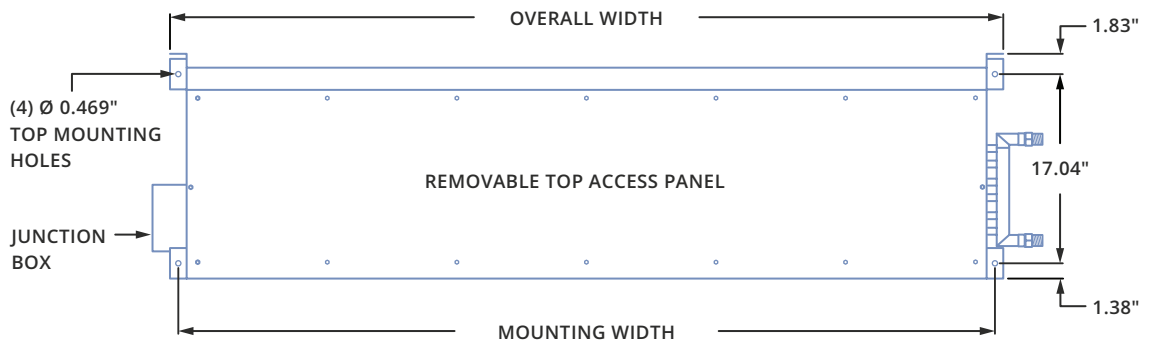 OVERALL WIDTH
1.83"
(4) Ø 0.469"
TOP MOUNTING
HOLES
17.04"
REMOVABLE TOP ACCESS PANEL
JUNCTION
BOX
1.38"
MOUNTING WIDTH